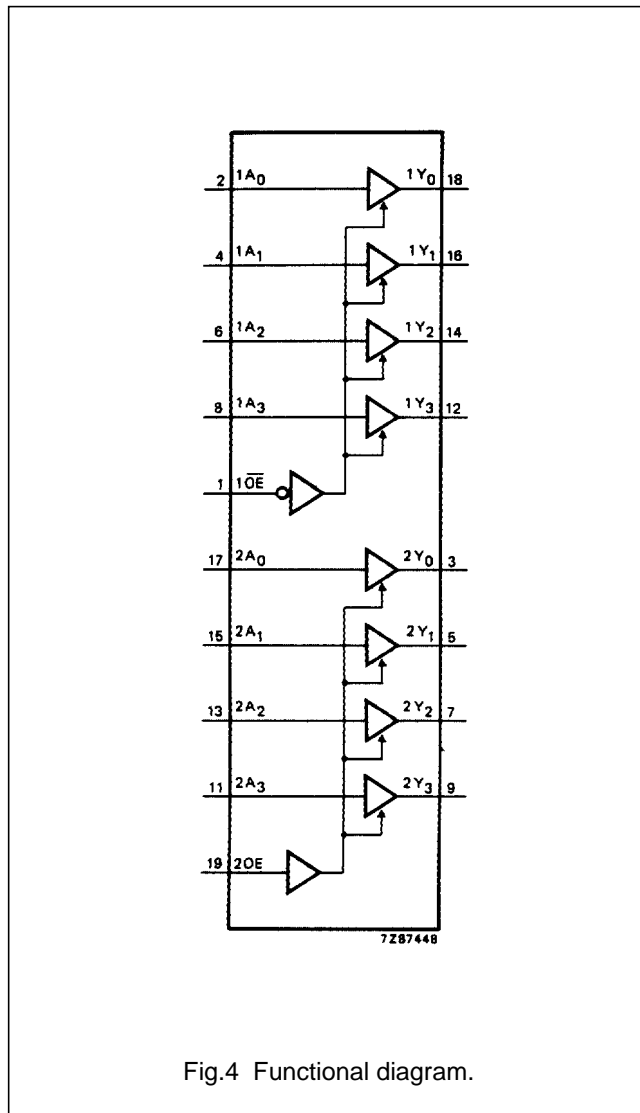 2 1A0 1Y0 18
4 1A1 1Y1 16
6 1A2 1Y2 14
8 1A3 1Y3 12
1 1O̅E̅
17 2A0 2Y0 3
15 2A1 2Y1 5
13 2A2 2Y2 7
11 2A3 2Y3 9
19 2OE
7Z87448
Fig.4 Functional diagram.